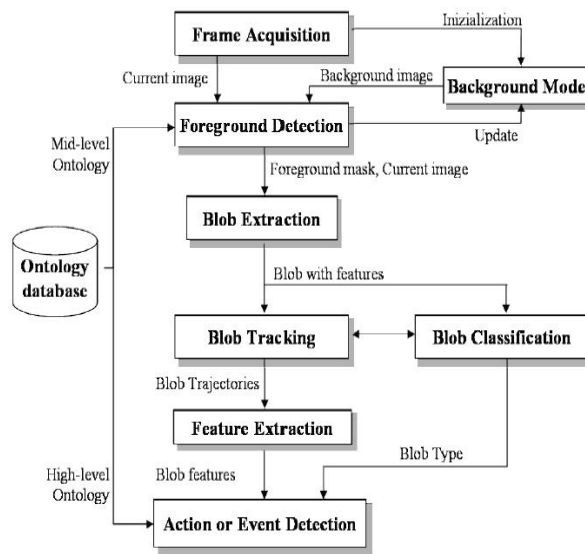 Frame Acquisition
Inizialization
Current image
Background image
Background Mode
Foreground Detection
Update
Mid-level
Ontology
Foreground mask, Current image
Blob Extraction
Ontology
database
Blob with features
Blob Tracking
Blob Classification
Blob Trajectories
Feature Extraction
High-level
Ontology
Blob features
Blob Type
Action or Event Detection